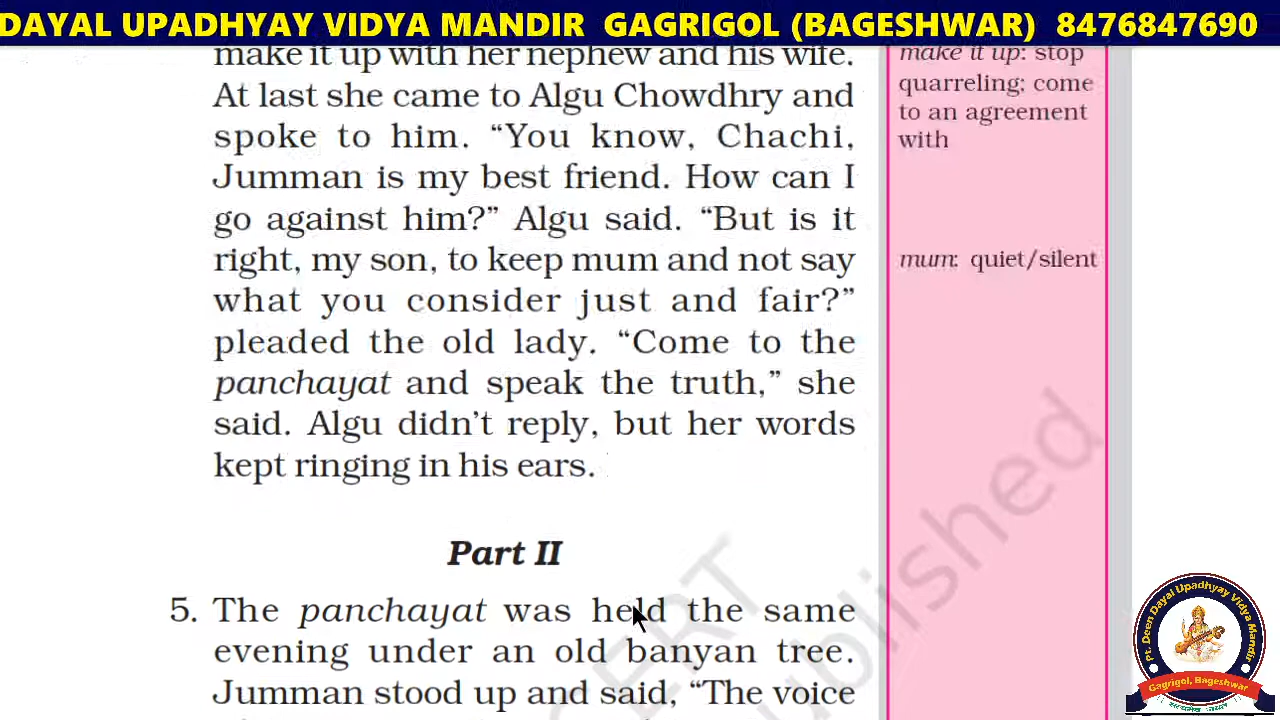 DAYAL UPADHYAY VIDYA MANDIR GAGRIGOL (BAGESHWAR) 8476847690
make it up with her nephew and his wife.
At last she came to Algu Chowdhry and
spoke to him. “You know, Chachi,
Jumman is my best friend. How can I
go against him?” Algu said. “But is it
right, my son, to keep mum and not say
what you consider just and fair?”
pleaded the old lady. “Come to the
panchayat and speak the truth,” she
said. Algu didn’t reply, but her words
kept ringing in his ears.
Part II
5. The panchayat was held the same
evening under an old banyan tree.
Jumman stood up and said, “The voice
make it up: stop
quarreling; come
to an agreement
with
mum: quiet/silent
Pt. Deen Dayal Upadhyay Vidya Mandir
Gagrigol, Bageshwar